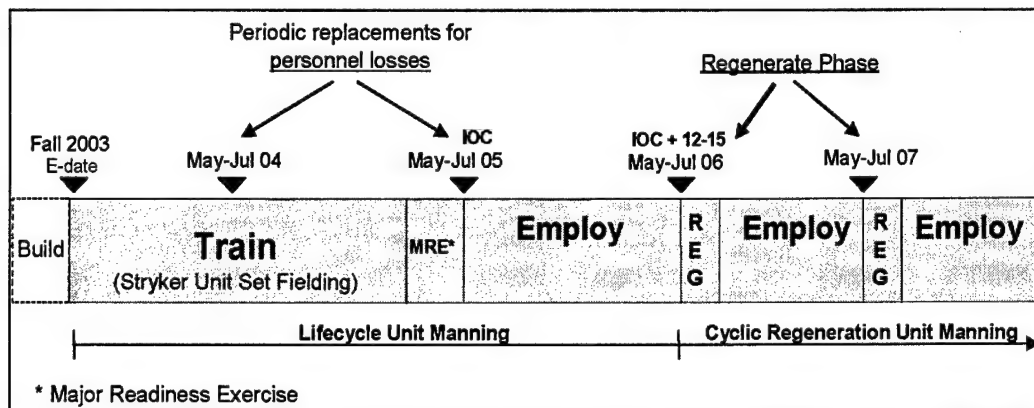 Periodic replacements for
personnel losses
Regenerate Phase
Fall 2003
E-date
May-Jul 04
IOC
May-Jul 05
IOC + 12-15
May-Jul 06
May-Jul 07
Build
Train
(Stryker Unit Set Fielding)
MRE*
Employ
REG
Employ
REG
Employ
Lifecycle Unit Manning
Cyclic Regeneration Unit Manning
* Major Readiness Exercise